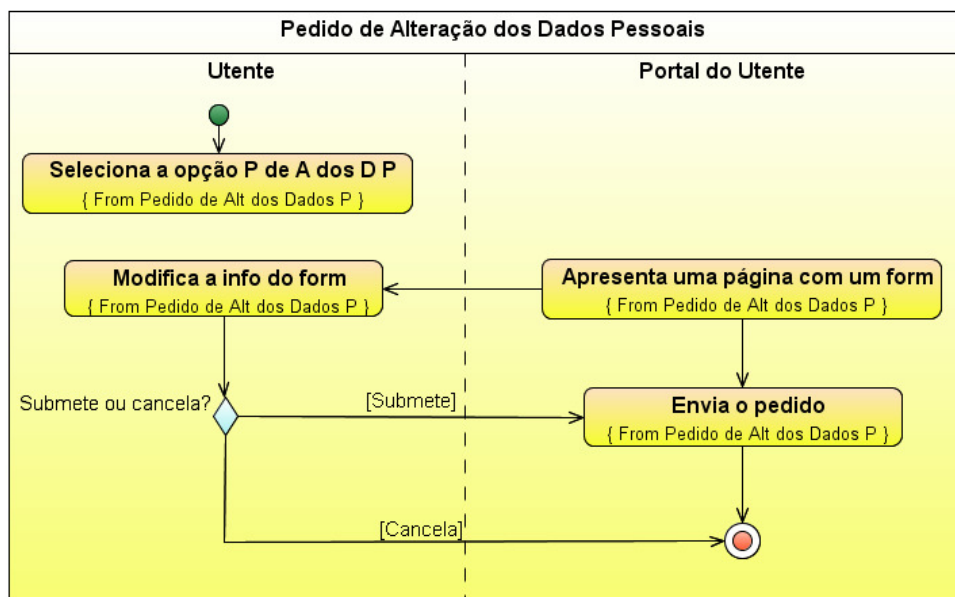 Pedido de Alteração dos Dados Pessoais
Utente
Portal do Utente
Seleciona a opção P de A dos D P
{ From Pedido de Alt dos Dados P }
Modifica a info do form
{ From Pedido de Alt dos Dados P }
Apresenta uma página com um form
{ From Pedido de Alt dos Dados P }
Submete ou cancela?
[Submete]
Envia o pedido
{ From Pedido de Alt dos Dados P }
[Cancela]